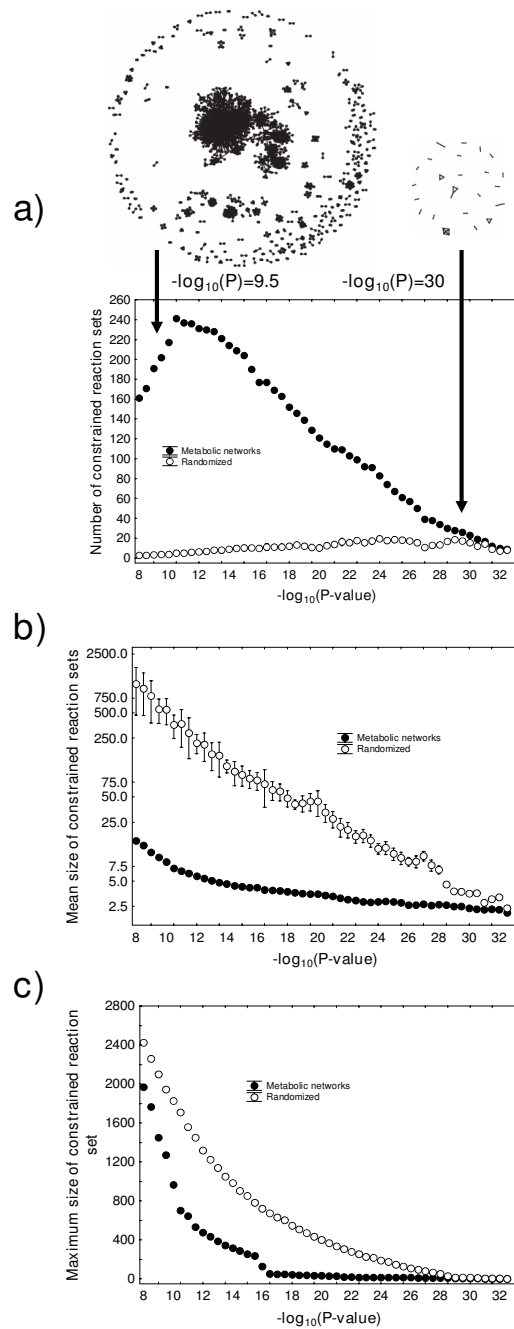 a)
-log10(P)=9.5 -log10(P)=30
Number of constrained reaction sets
260
240
220
200
180
160
140
120
100
80
60
40
20
0
Metabolic networks
Randomized
8 10 12 14 16 18 20 22 24 26 28 30 32
-log10(P-value)
b)
Mean size of constrained reaction sets
2500.0
750.0
500.0
250.0
75.0
50.0
25.0
7.5
5.0
2.5
Metabolic networks
Randomized
8 10 12 14 16 18 20 22 24 26 28 30 32
-log10(P-value)
c)
Maximum size of constrained reaction
set
2800
2400
2000
1600
1200
800
400
0
Metabolic networks
Randomized
8 10 12 14 16 18 20 22 24 26 28 30 32
-log10(P-value)